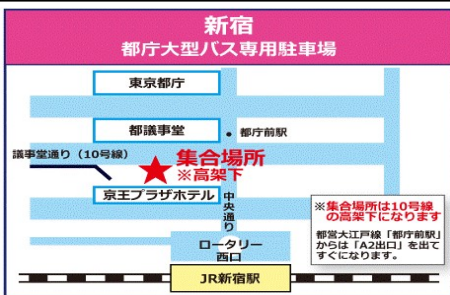 新宿
都庁大型バス専用駐車場
東京都庁
都議事堂
都庁前駅
議事堂通り（10号線）
集合場所
※高架下
京王プラザホテル
中央通り
※集合場所は10号線
の高架下になります
都営大江戸線「都庁前駅」
からは「A2出口」を出て
すぐになります。
ロータリー
西口
JR新宿駅